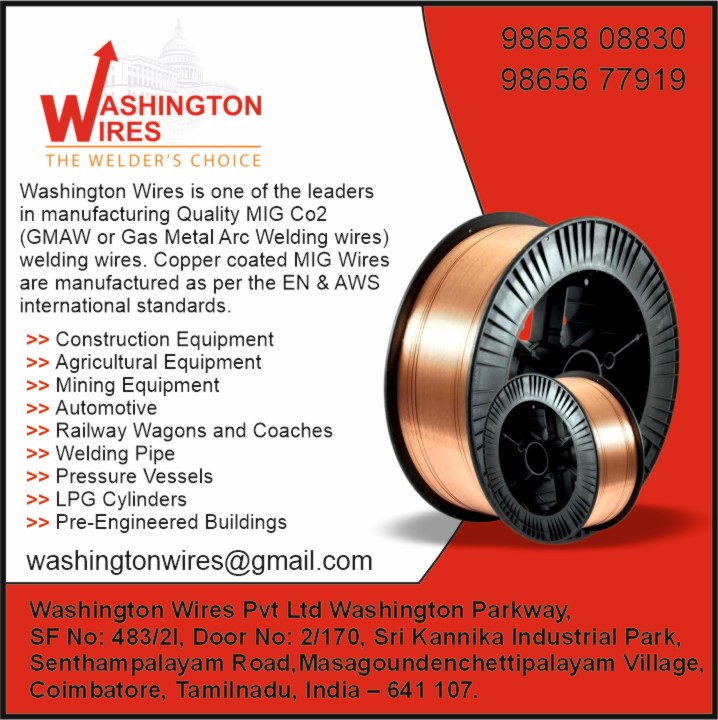 98658 08830
98656 77919
WASHINGTON
WIRES
THE WELDER'S CHOICE
Washington Wires is one of the leaders
in manufacturing Quality MIG Co2
(GMAW or Gas Metal Arc Welding wires)
welding wires. Copper coated MIG Wires
are manufactured as per the EN & AWS
international standards.
>> Construction Equipment
>> Agricultural Equipment
>> Mining Equipment
>> Automotive
>> Railway Wagons and Coaches
>> Welding Pipe
>> Pressure Vessels
>> LPG Cylinders
>> Pre-Engineered Buildings
washingtonwires@gmail.com
Washington Wires Pvt Ltd Washington Parkway,
SF No: 483/2I, Door No: 2/170, Sri Kannika Industrial Park,
Senthampalayam Road,Masagoundenchettipalayam Village,
Coimbatore, Tamilnadu, India – 641 107.